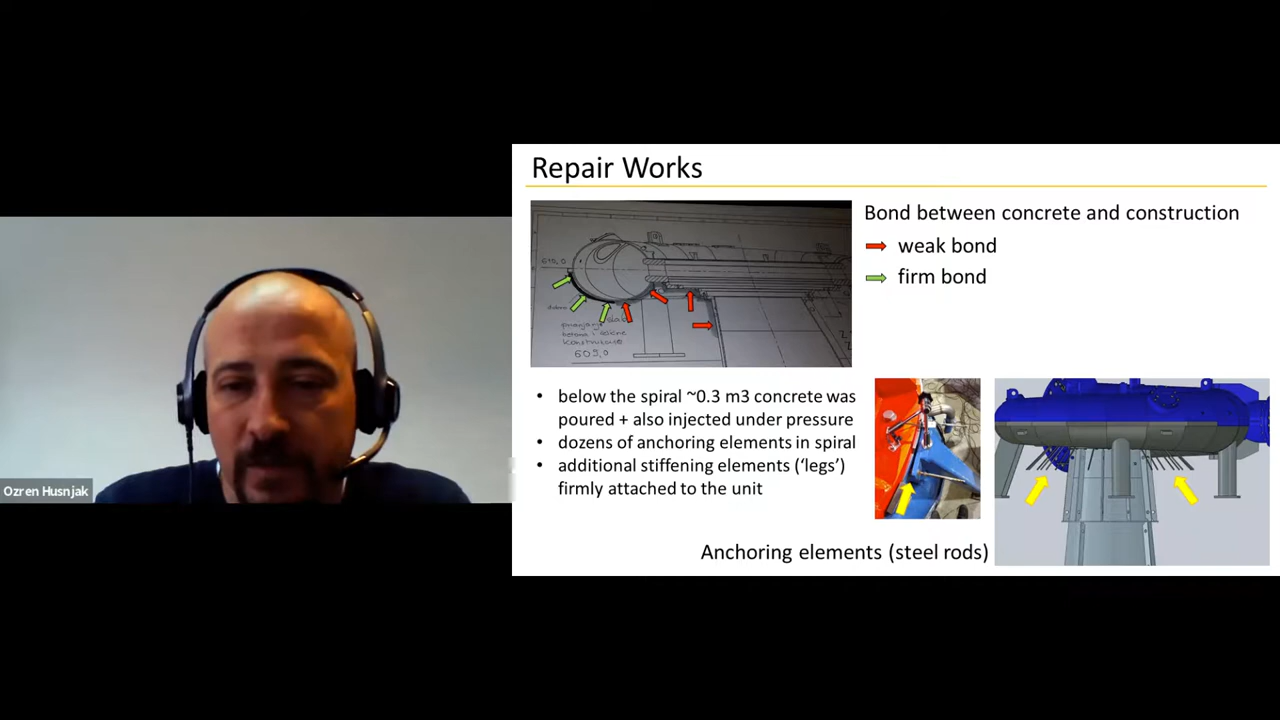 Repair Works
Bond between concrete and construction
weak bond
firm bond
605,0
• below the spiral ~0.3 m3 concrete was
poured + also injected under pressure
• dozens of anchoring elements in spiral
• additional stiffening elements (‘legs’)
firmly attached to the unit
Anchoring elements (steel rods)
Ozren Husnjak